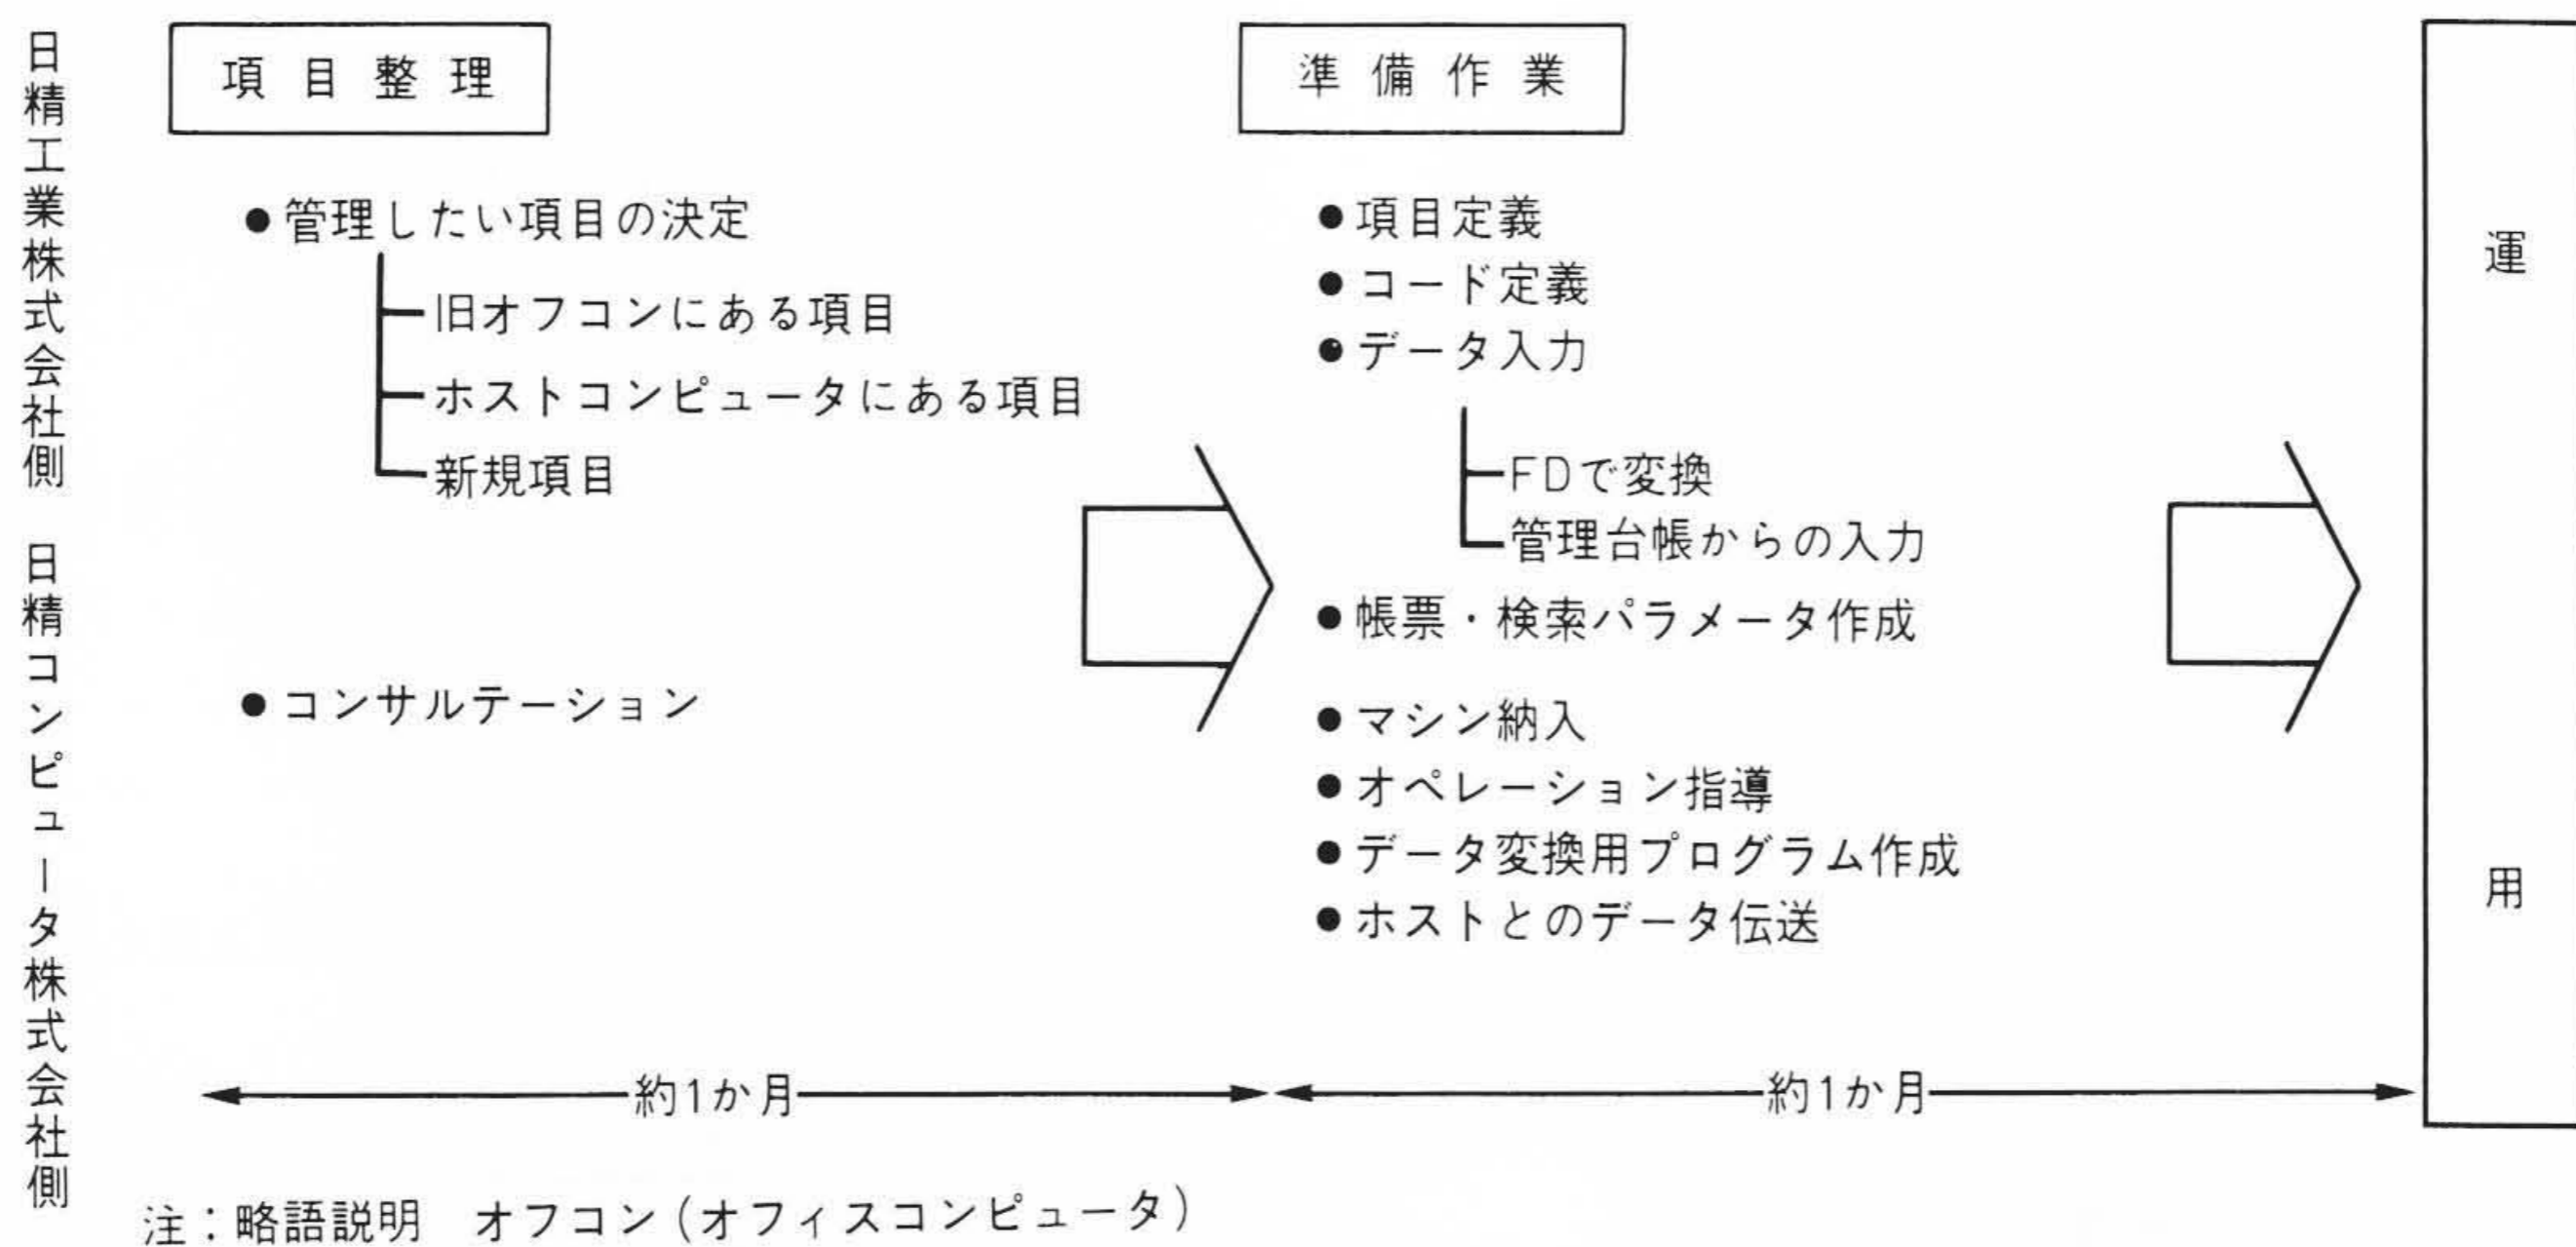 日精工業株式会社側
日精コンピュータ株式会社側
項目整理
●管理したい項目の決定
旧オフコンにある項目
ホストコンピュータにある項目
新規項目
●コンサルテーション
準備作業
●項目定義
●コード定義
●データ入力
FDで変換
管理台帳からの入力
●帳票・検索パラメータ作成
●マシン納入
●オペレーション指導
●データ変換用プログラム作成
●ホストとのデータ伝送
運用
約1か月
約1か月
注：略語説明　オフコン(オフィスコンピュータ)